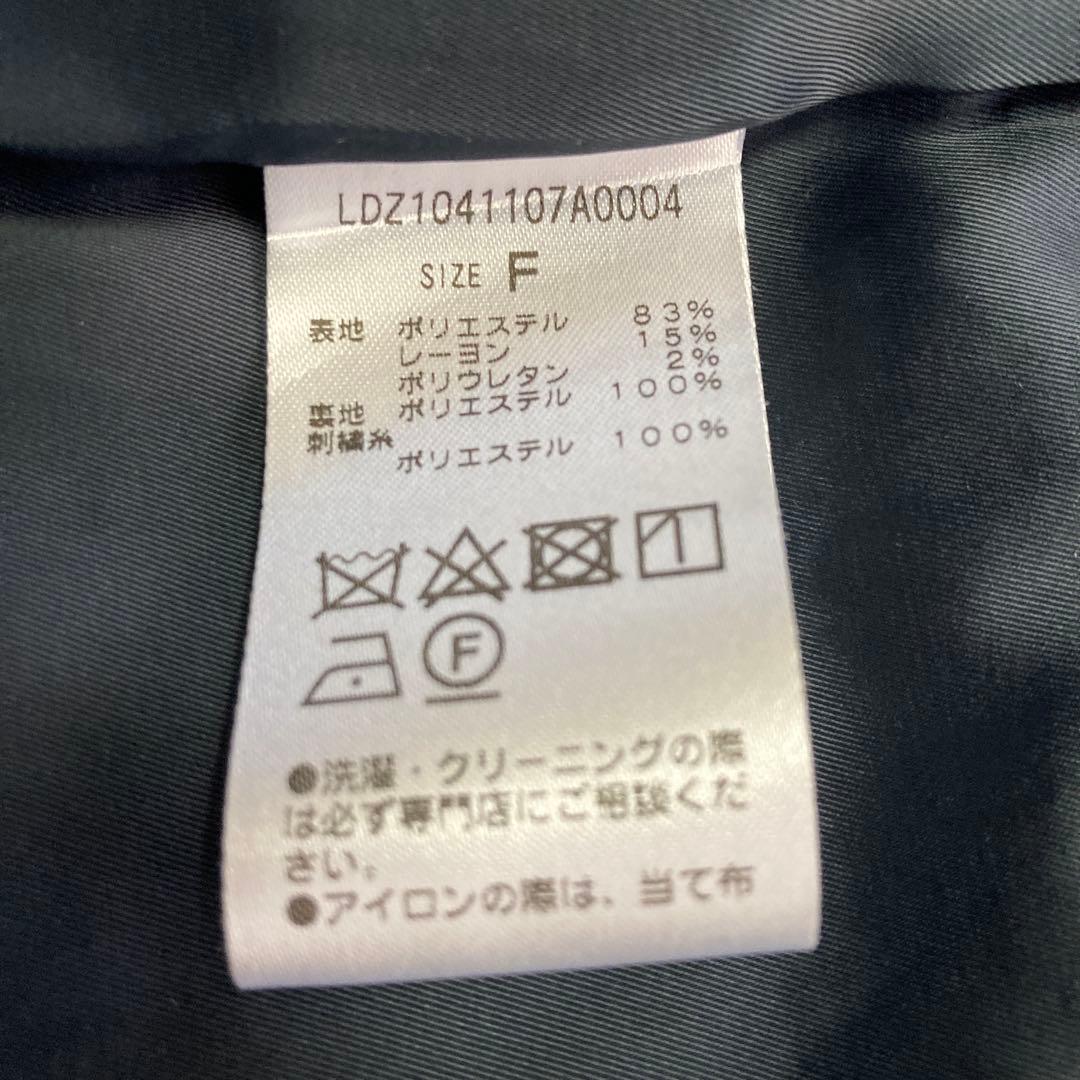 LDZ1041107A0004
SIZE F
表地 ポリエステル 83%
レーヨン 15%
ポリウレタン 2%
裏地 ポリエステル 100%
刺繍糸
ポリエステル 100%
F
●洗濯・クリーニングの際
は必ず専門店にご相談くだ
さい。
●アイロンの際は、当て布